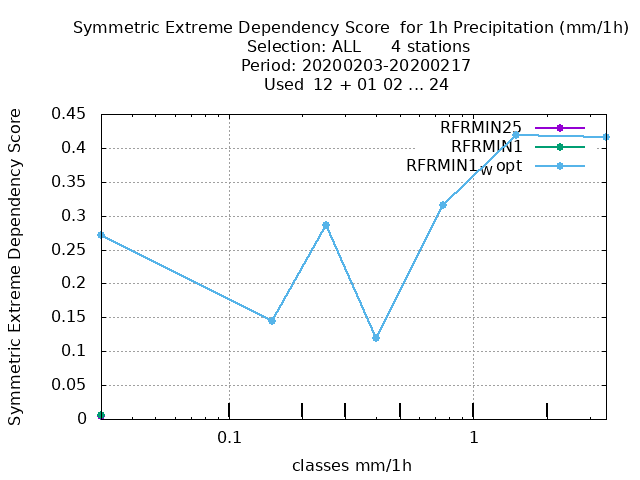 Symmetric Extreme Dependency Score  for 1h Precipitation (mm/1h)
Selection: ALL      4 stations
Period: 20200203-20200217
Used  12 + 01 02 ... 24
Symmetric Extreme Dependency Score
0.45
0.4
0.35
0.3
0.25
0.2
0.15
0.1
0.05
0
RFRMIN25
RFRMIN1
RFRMIN1_w opt
0.1
1
classes mm/1h